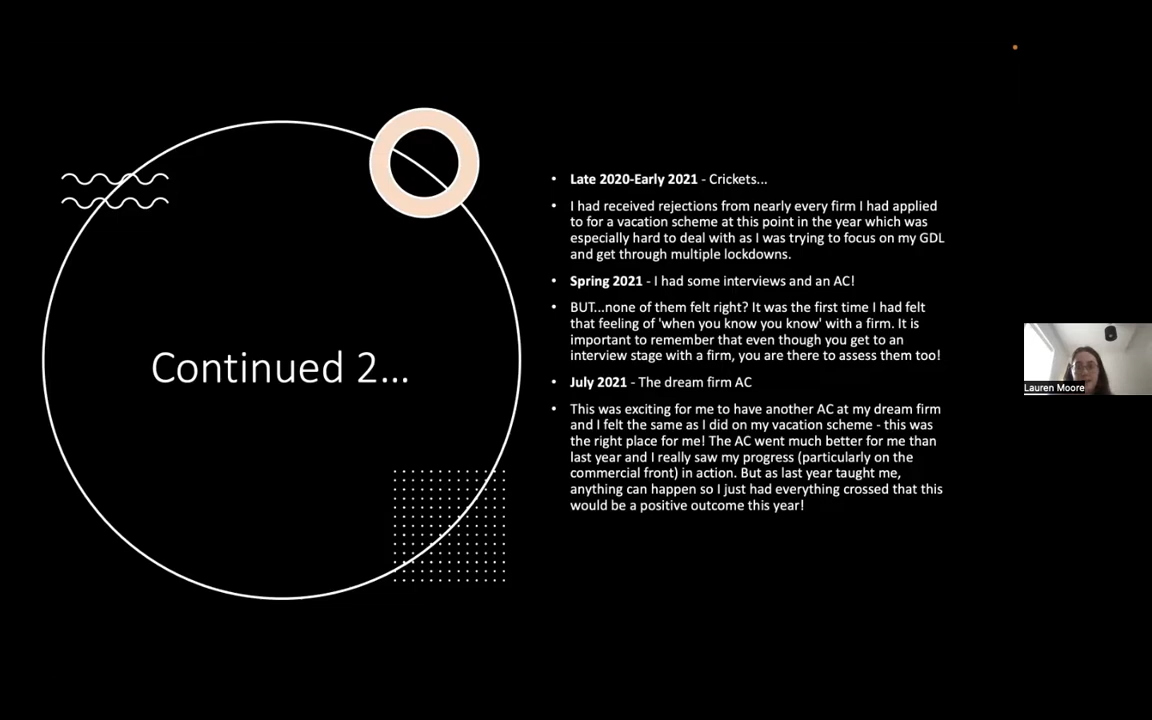 Continued 2...
• Late 2020-Early 2021 - Crickets...
• I had received rejections from nearly every firm I had applied
to for a vacation scheme at this point in the year which was
especially hard to deal with as I was trying to focus on my GDL
and get through multiple lockdowns.
• Spring 2021 - I had some interviews and an AC!
• BUT...none of them felt right? It was the first time I had felt
that feeling of 'when you know you know' with a firm. It is
important to remember that even though you get to an
interview stage with a firm, you are there to assess them too!
• July 2021 - The dream firm AC
• This was exciting for me to have another AC at my dream firm
and I felt the same as I did on my vacation scheme - this was
the right place for me! The AC went much better for me than
last year and I really saw my progress (particularly on the
commercial front) in action. But as last year taught me,
anything can happen so I just had everything crossed that this
would be a positive outcome this year!
Lauren Moore